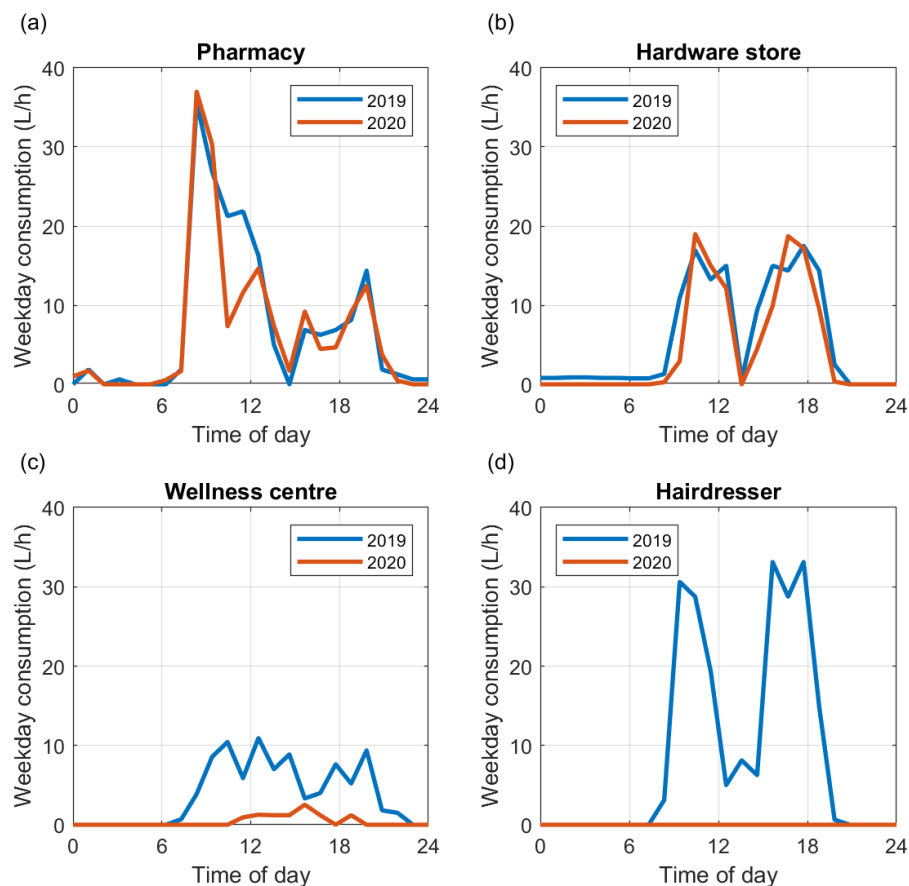 (a)
Pharmacy
Weekday consumption (L/h)
40
30
20
10
0
2019
2020
0 6 12 18 24
Time of day
(b)
Hardware store
Weekday consumption (L/h)
40
30
20
10
0
2019
2020
0 6 12 18 24
Time of day
(c)
Wellness centre
Weekday consumption (L/h)
40
30
20
10
0
2019
2020
0 6 12 18 24
Time of day
(d)
Hairdresser
Weekday consumption (L/h)
40
30
20
10
0
2019
2020
0 6 12 18 24
Time of day